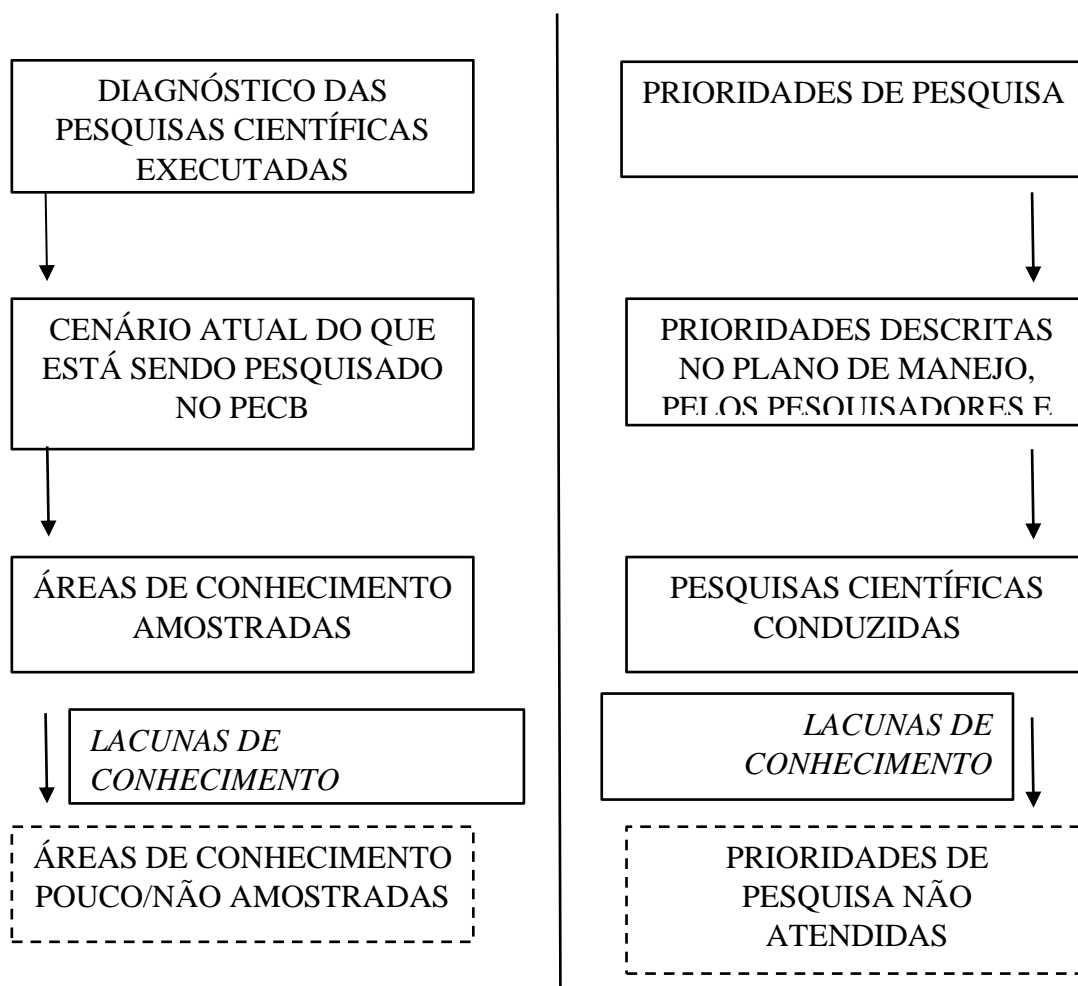 DIAGNÓSTICO DAS
PESQUISAS CIENTÍFICAS
EXECUTADAS
CENÁRIO ATUAL DO QUE
ESTÁ SENDO PESQUISADO
NO PECB
ÁREAS DE CONHECIMENTO
AMOSTRADAS
LACUNAS DE
CONHECIMENTO
ÁREAS DE CONHECIMENTO
POUCO/NÃO AMOSTRADAS
PRIORIDADES DE PESQUISA
PRIORIDADES DESCRITAS
NO PLANO DE MANEJO,
PELOS PESQUISADORES E
PESQUISAS CIENTÍFICAS
CONDUZIDAS
LACUNAS DE
CONHECIMENTO
PRIORIDADES DE
PESQUISA NÃO
ATENDIDAS